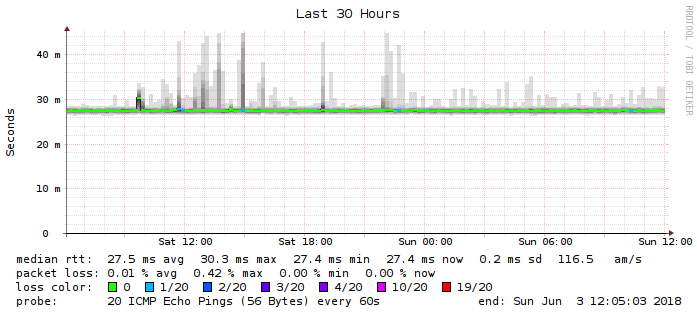 Last 30 Hours
RRDTOOL / TOBI OETIKER
Seconds
40 m
30 m
20 m
10 m
0
Sat 12:00 Sat 18:00 Sun 00:00 Sun 06:00 Sun 12:00
median rtt: 27.5 ms avg 30.3 ms max 27.4 ms min 27.4 ms now 0.2 ms sd 116.5 am/s
packet loss: 0.01 % avg 0.42 % max 0.00 % min 0.00 % now
loss color: 0 1/20 2/20 3/20 4/20 10/20 19/20
probe: 20 ICMP Echo Pings (56 Bytes) every 60s end: Sun Jun 3 12:05:03 2018